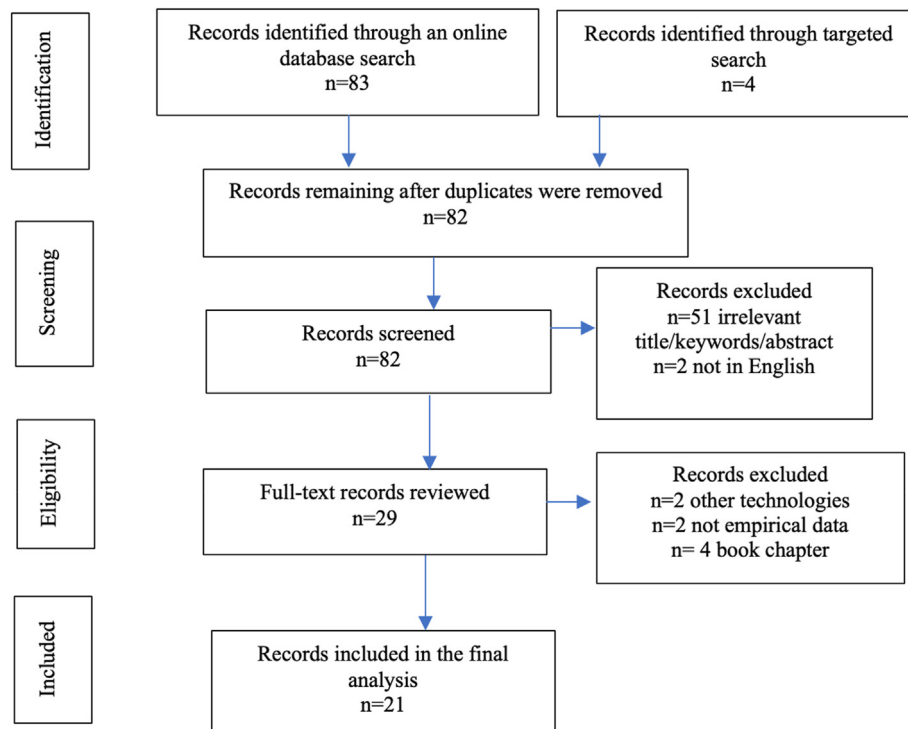 Identification
Records identified through an online
database search
n=83
Records identified through targeted
search
n=4
Records remaining after duplicates were removed
n=82
Screening
Records screened
n=82
Records excluded
n=51 irrelevant
title/keywords/abstract
n=2 not in English
Eligibility
Full-text records reviewed
n=29
Records excluded
n=2 other technologies
n=2 not empirical data
n= 4 book chapter
Included
Records included in the final
analysis
n=21